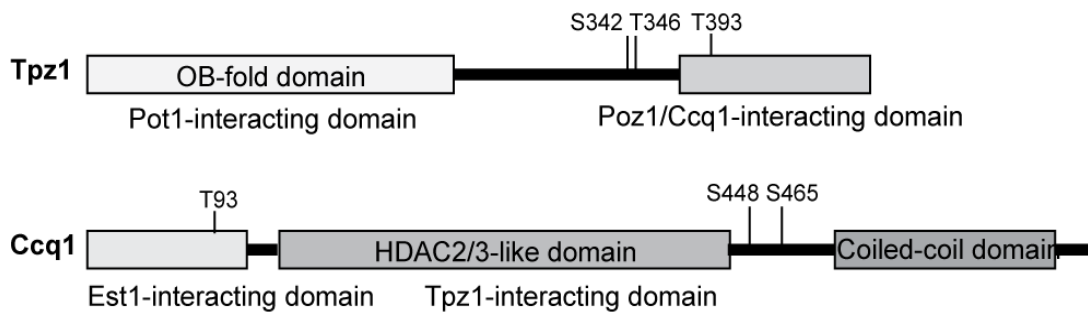 S342 T346 T393
Tpz1 OB-fold domain
Pot1-interacting domain Poz1/Ccq1-interacting domain
T93 S448 S465
Ccq1 HDAC2/3-like domain Coiled-coil domain
Est1-interacting domain Tpz1-interacting domain